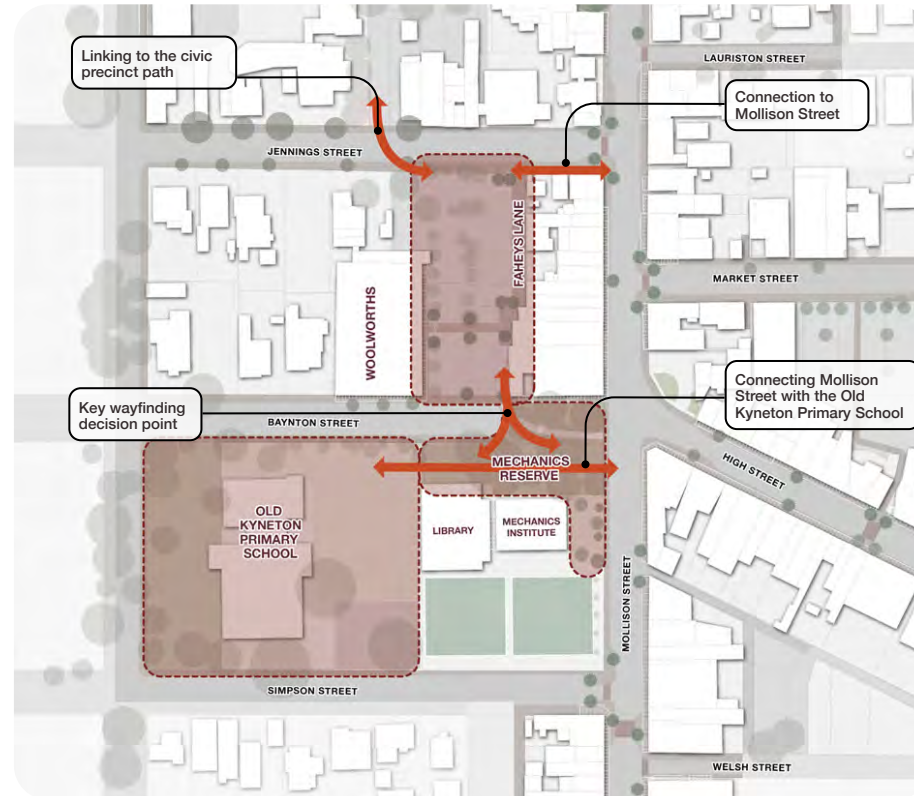 LAURISTON STREET
Linking to the civic
precinct path
Connection to
Mollison Street
JENNINGS STREET
FAHEYS LANE
MARKET STREET
WOOLWORTHS
Key wayfinding
decision point
Connecting Mollison
Street with the Old
Kyneton Primary School
BAYNTON STREET
MECHANICS
RESERVE
HIGH STREET
OLD
KYNETON
PRIMARY
SCHOOL
LIBRARY
MECHANICS
INSTITUTE
MOLLISON STREET
SIMPSON STREET
WELSH STREET